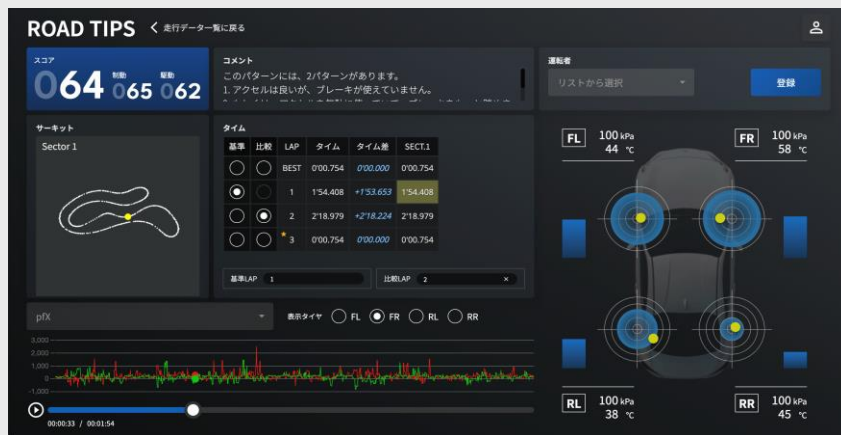 ROAD TIPS
走行データ一覧に戻る
スコア
064
制動
065
駆動
062
コメント
このパターンには、2パターンがあります。
1. アクセルは良いが、ブレーキが使えていません。
運転者
リストから選択
登録
サーキット
Sector 1
タイム
基準 比較 LAP タイム タイム差 SECT.1
BEST 0'00.754 0'00.000 0'00.754
1 1'54.408 +1'53.653 1'54.408
2 2'18.979 +2'18.224 2'18.979
* 3 0'00.754 0'00.000 0'00.754
基準LAP 1
比較LAP 2 ×
FL 100 kPa
44 ℃
FR 100 kPa
58 ℃
pfX
表示タイヤ FL FR RL RR
3,000
2,000
1,000
0
-1,000
00:00:33 / 00:01:54
RL 100 kPa
38 ℃
RR 100 kPa
45 ℃